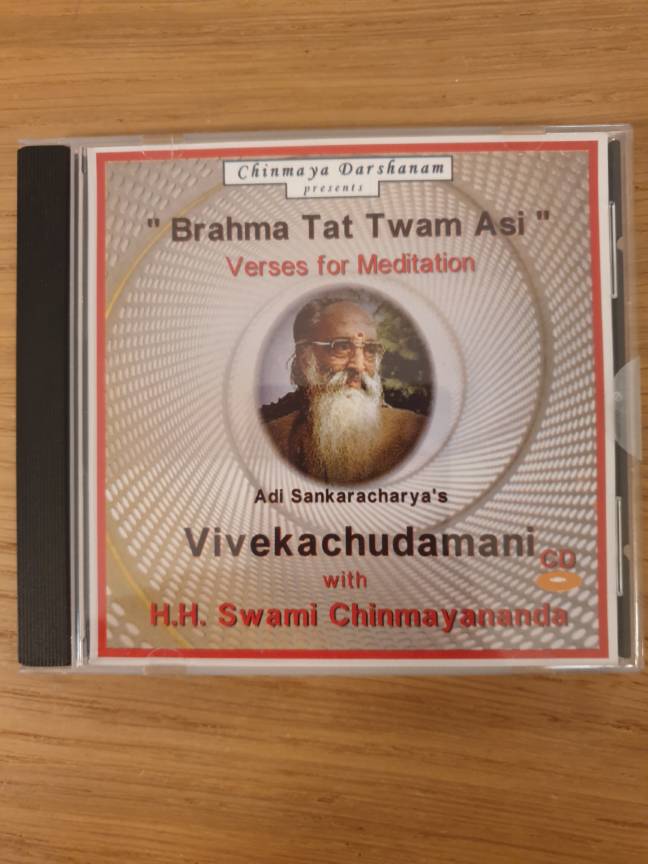 Chinmaya Darshanam
presents
" Brahma Tat Twam Asi "
Verses for Meditation
Adi Sankaracharya's
Vivekachudamani
CD
with
H.H. Swami Chinmayananda